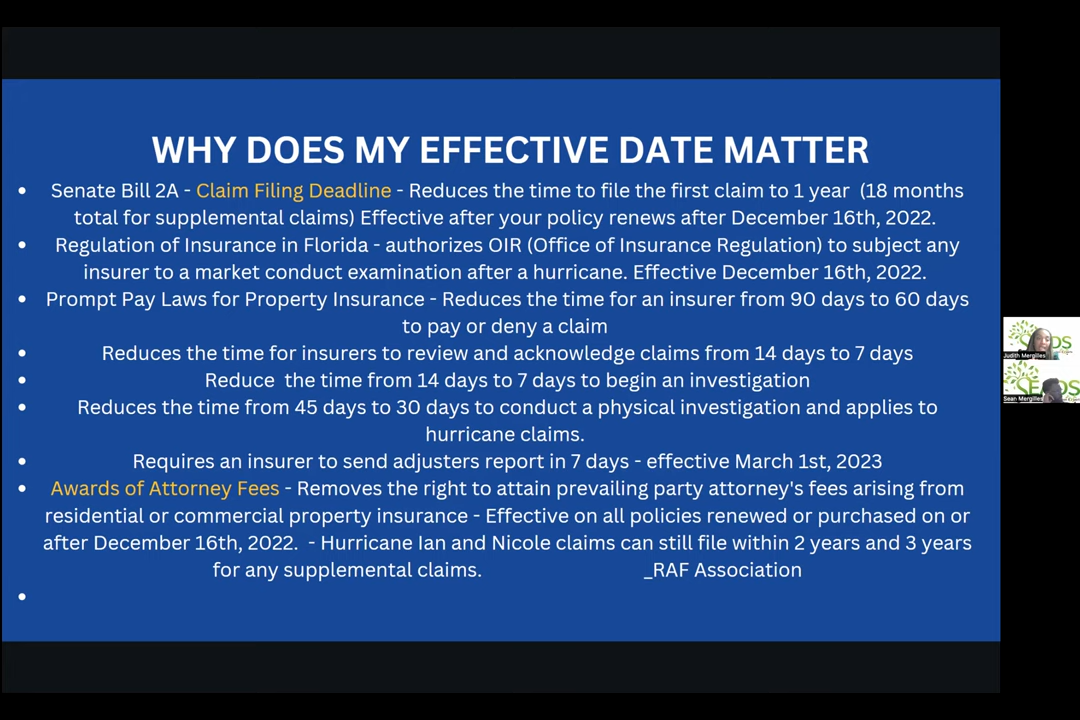 WHY DOES MY EFFECTIVE DATE MATTER
• Senate Bill 2A - Claim Filing Deadline - Reduces the time to file the first claim to 1 year (18 months
total for supplemental claims) Effective after your policy renews after December 16th, 2022.
• Regulation of Insurance in Florida - authorizes OIR (Office of Insurance Regulation) to subject any
insurer to a market conduct examination after a hurricane. Effective December 16th, 2022.
• Prompt Pay Laws for Property Insurance - Reduces the time for an insurer from 90 days to 60 days
to pay or deny a claim
• Reduces the time for insurers to review and acknowledge claims from 14 days to 7 days
• Reduce the time from 14 days to 7 days to begin an investigation
• Reduces the time from 45 days to 30 days to conduct a physical investigation and applies to
hurricane claims.
• Requires an insurer to send adjusters report in 7 days - effective March 1st, 2023
• Awards of Attorney Fees - Removes the right to attain prevailing party attorney's fees arising from
residential or commercial property insurance - Effective on all policies renewed or purchased on or
after December 16th, 2022. - Hurricane Ian and Nicole claims can still file within 2 years and 3 years
for any supplemental claims. _RAF Association
•
Judith Mergilles
Sean Mergilles